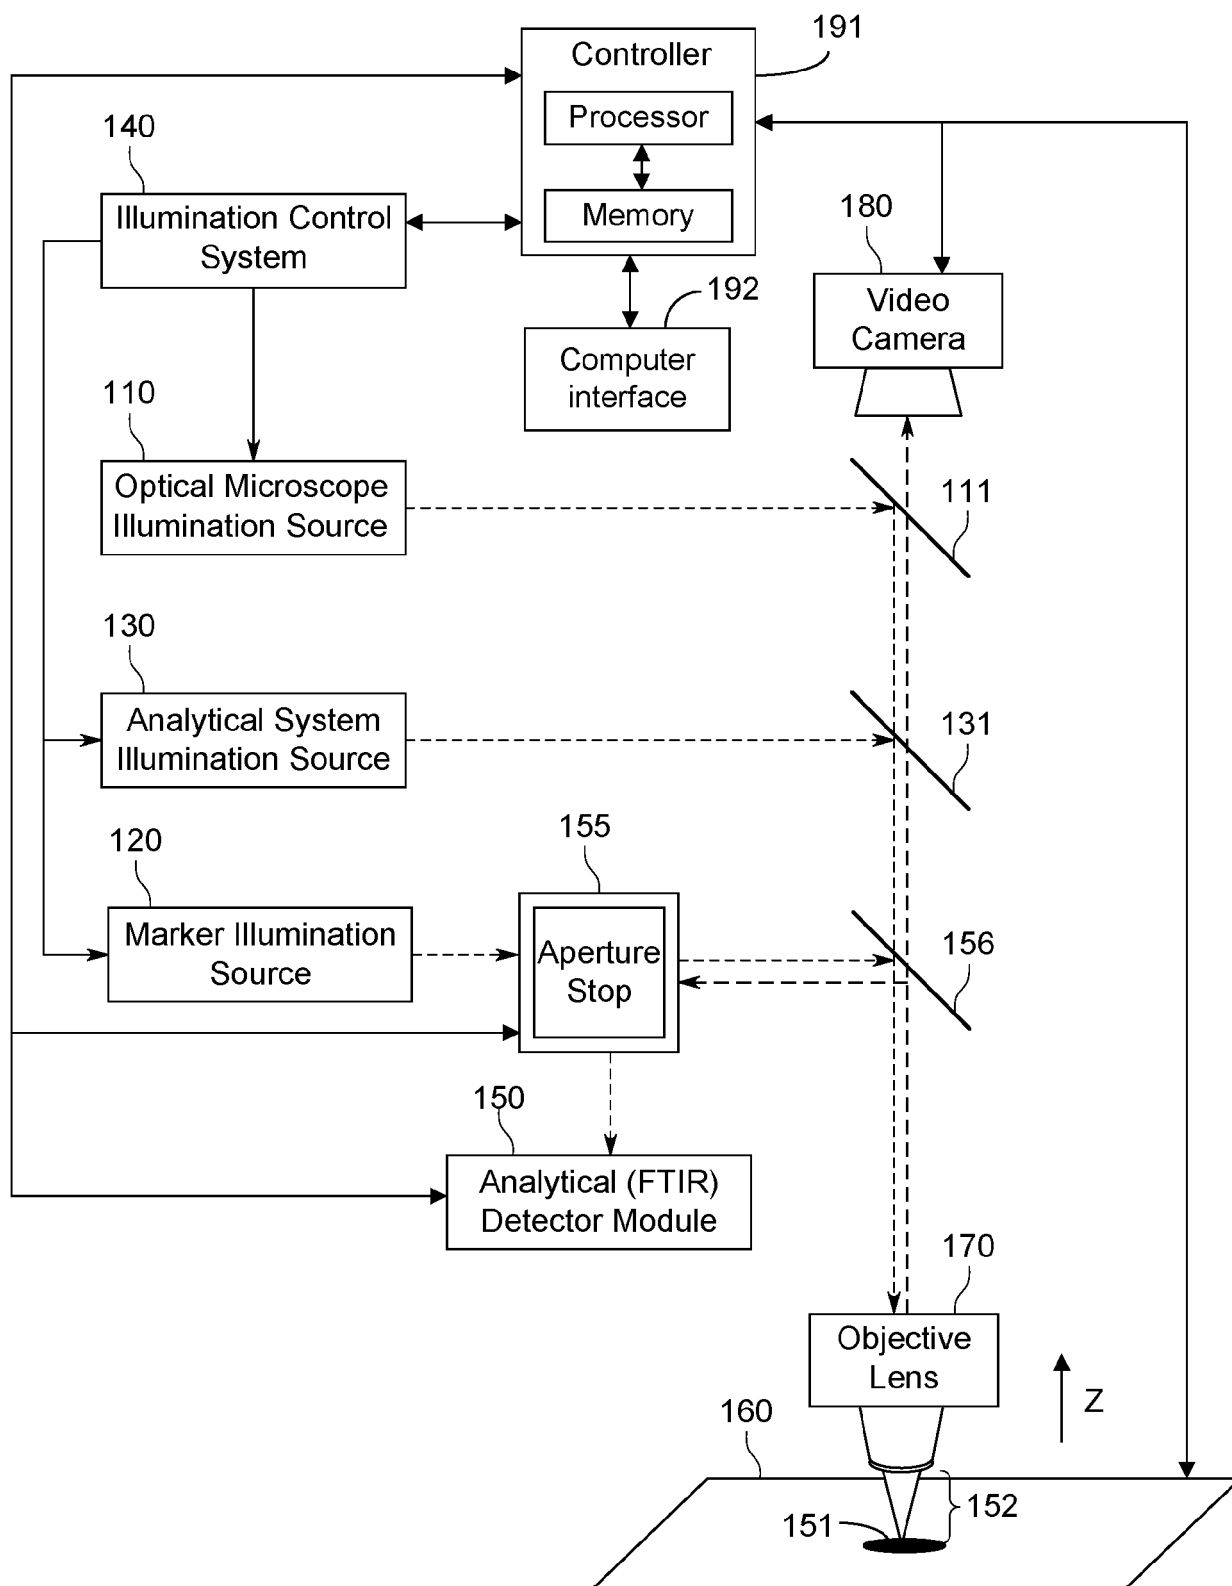 191
Controller
Processor
Memory
140
Illumination Control
System
180
Video
Camera
192
Computer
interface
110
Optical Microscope
Illumination Source
111
130
Analytical System
Illumination Source
131
120
Marker Illumination
Source
155
Aperture
Stop
156
150
Analytical (FTIR)
Detector Module
170
Objective
Lens
Z
160
152
151